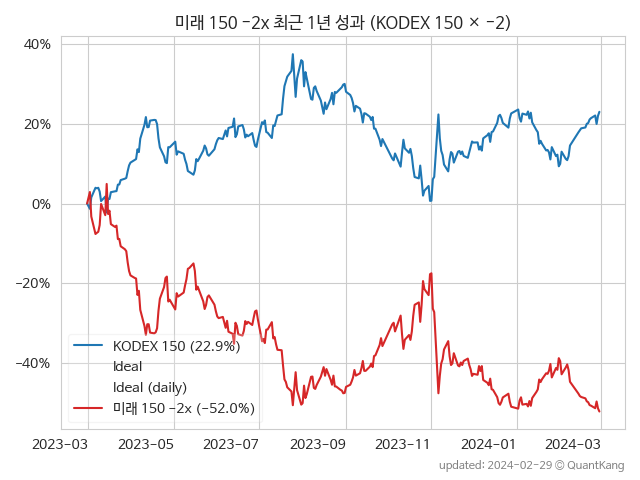 미래 150 −2x 최근 1년 성과 (KODEX 150 × −2)
40%
20%
0%
−20%
−40%
KODEX 150 (22.9%)
Ideal
Ideal (daily)
미래 150 −2x (−52.0%)
2023-03 2023-05 2023-07 2023-09 2023-11 2024-01 2024-03
updated: 2024-02-29 © QuantKang